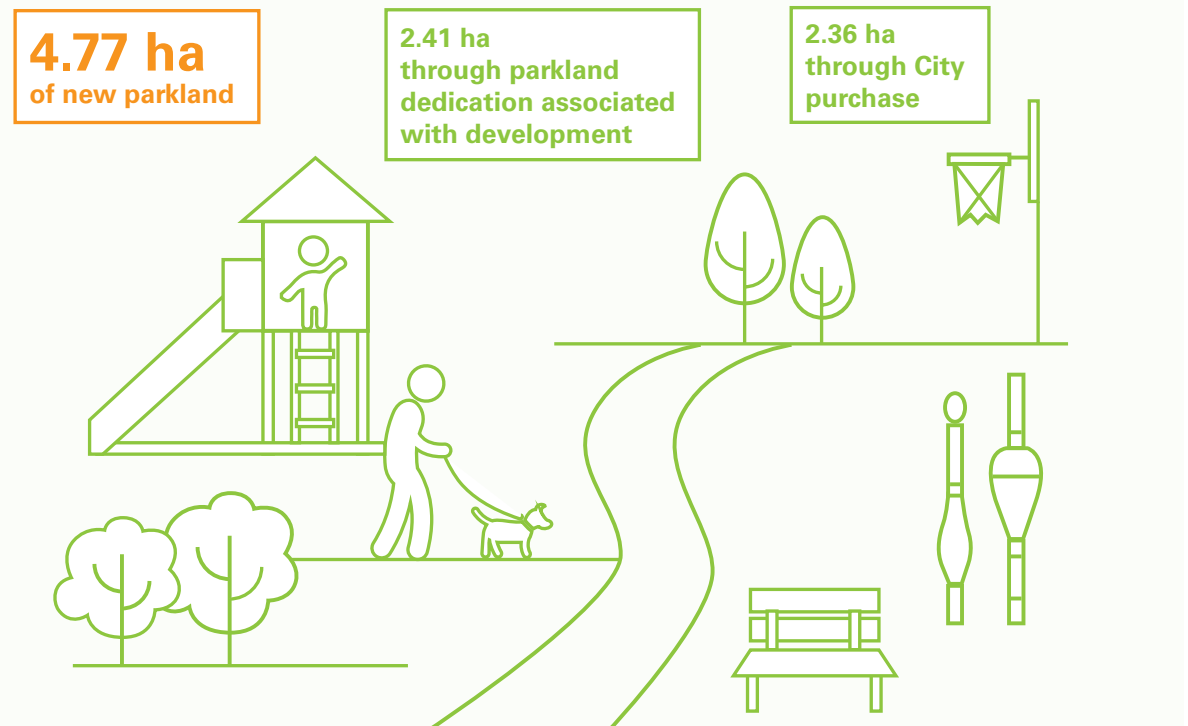 4.77 ha
of new parkland
2.41 ha
through parkland
dedication associated
with development
2.36 ha
through City
purchase